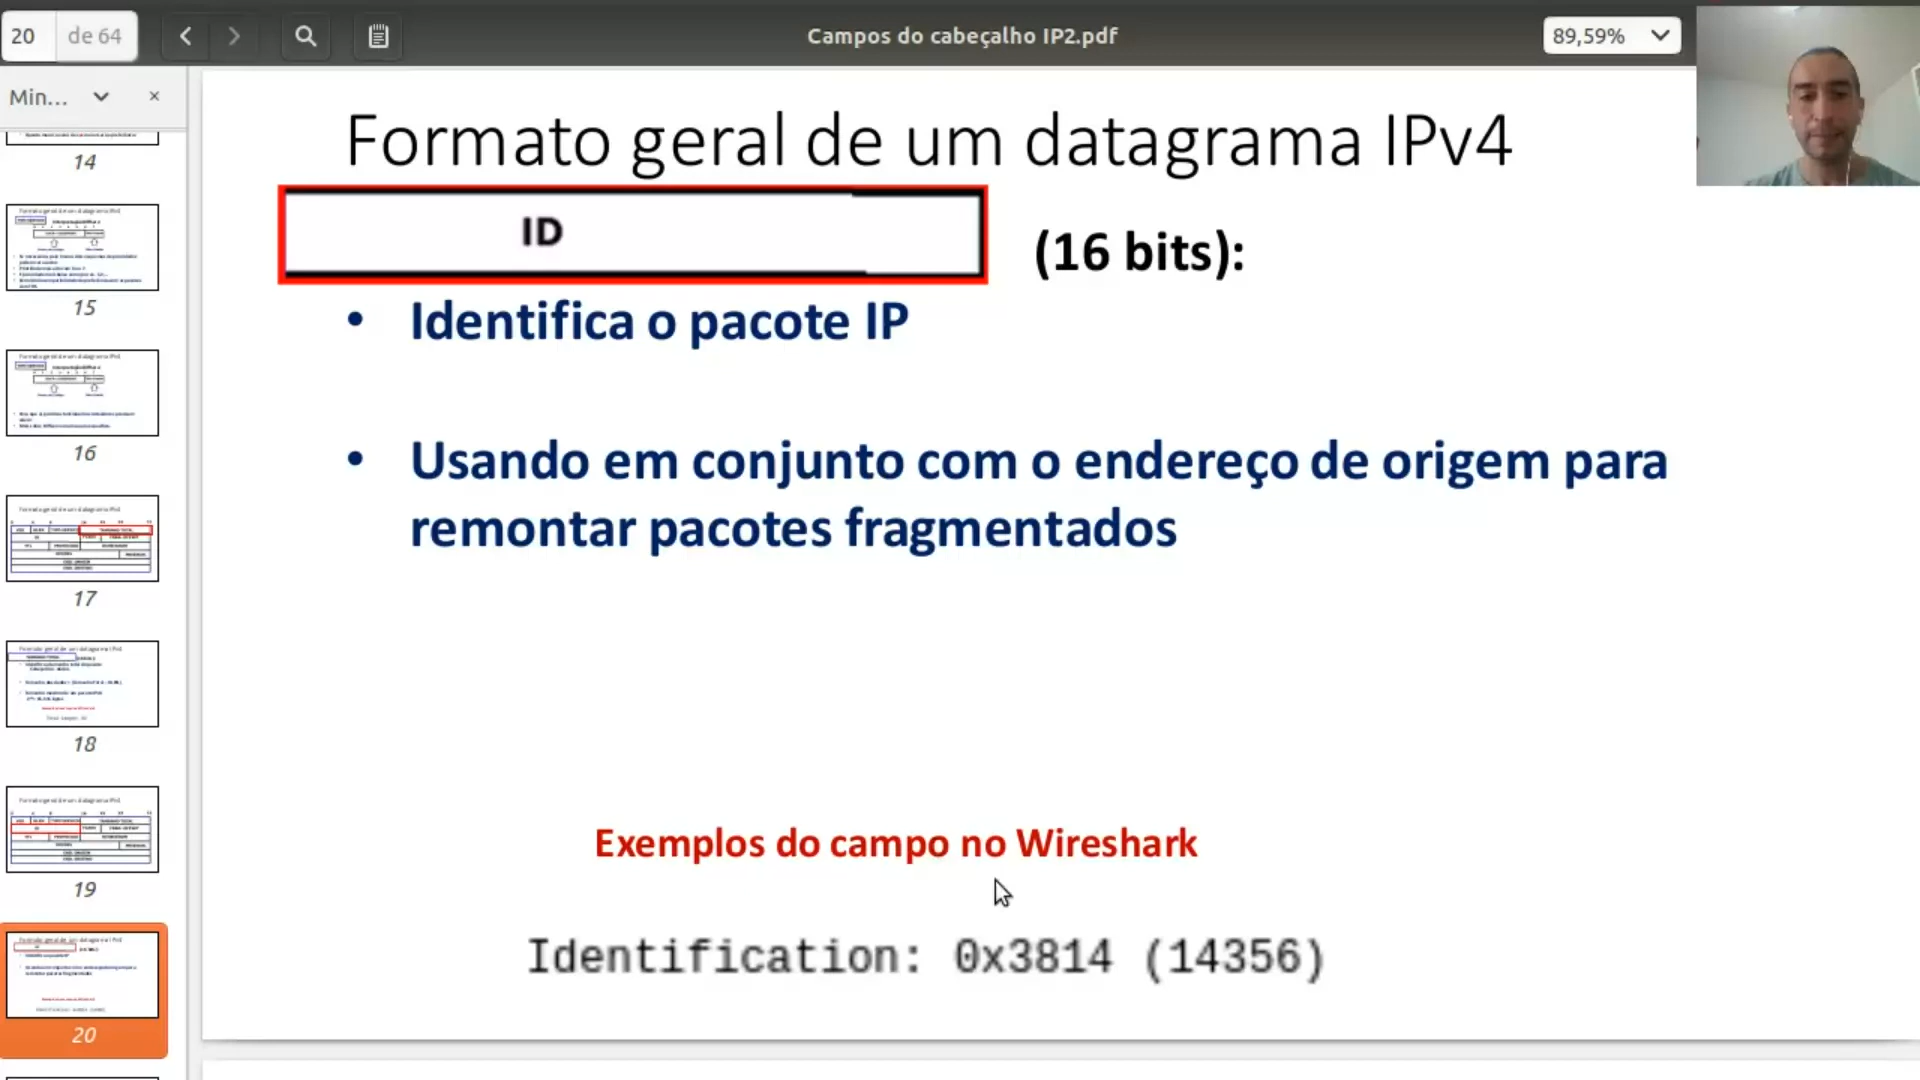 20 de 64
Campos do cabeçalho IP2.pdf
89,59%
Min...
14
15
16
17
18
19
20
Formato geral de um datagrama IPv4
ID
(16 bits):
• Identifica o pacote IP
• Usando em conjunto com o endereço de origem para
remontar pacotes fragmentados
Exemplos do campo no Wireshark
Identification: 0x3814 (14356)